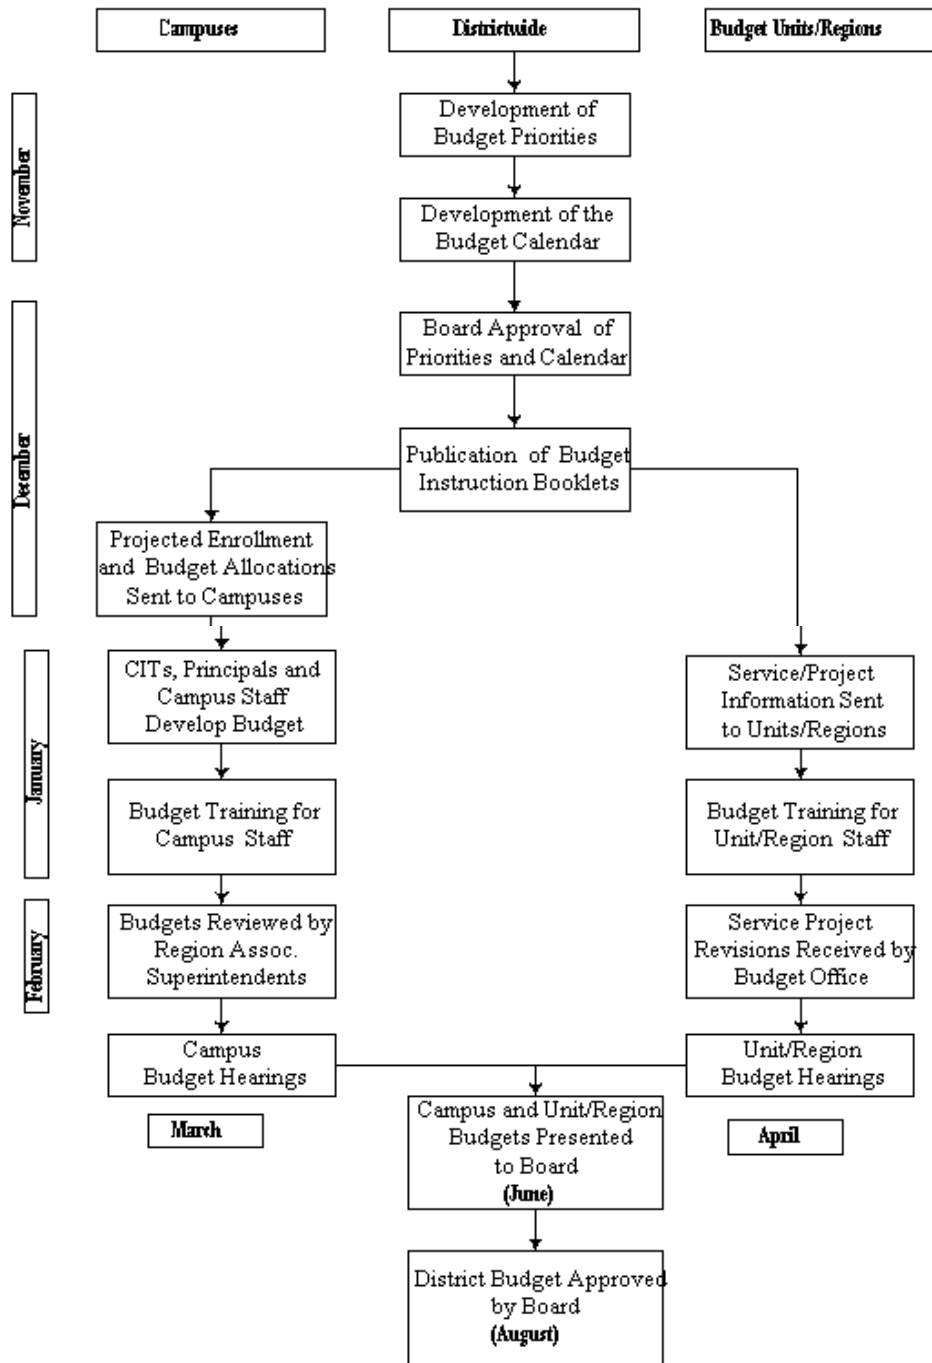 Campuses
Districtwide
Budget Units/Regions
November
Development of
Budget Priorities
Development of the
Budget Calendar
December
Board Approval of
Priorities and Calendar
Publication of Budget
Instruction Booklets
Projected Enrollment
and Budget Allocations
Sent to Campuses
January
CITs, Principals and
Campus Staff
Develop Budget
Service/Project
Information Sent
to Units/Regions
Budget Training for
Campus Staff
Budget Training for
Unit/Region Staff
February
Budgets Reviewed by
Region Assoc.
Superintendents
Service Project
Revisions Received by
Budget Office
Campus
Budget Hearings
Unit/Region
Budget Hearings
March
April
Campus and Unit/Region
Budgets Presented
to Board
(June)
District Budget Approved
by Board
(August)